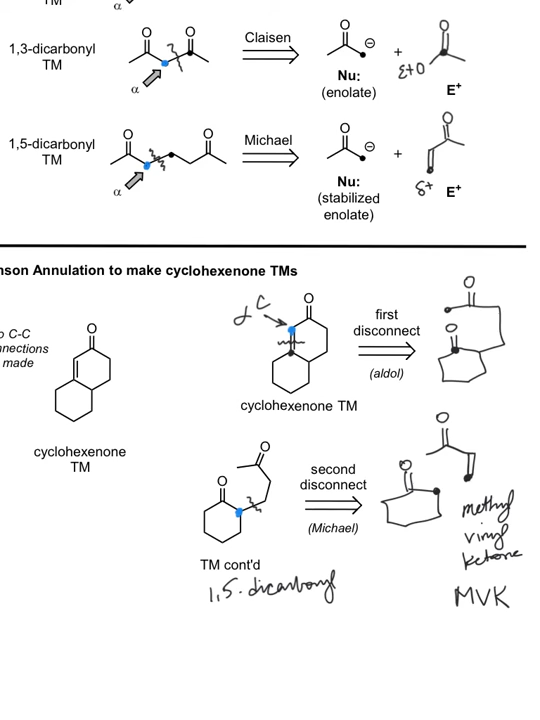 TM
α
1,3-dicarbonyl
TM
O
O
α
Claisen
O
⊖
Nu:
(enolate)
+
O
EtO
E+
1,5-dicarbonyl
TM
O
O
α
Michael
O
⊖
Nu:
(stabilized
enolate)
+
O
δ+
E+
nson Annulation to make cyclohexenone TMs
o C-C
nnections
made
O
cyclohexenone
TM
α C
O
cyclohexenone TM
first
disconnect
(aldol)
O
O
O
O
TM cont'd
1,5-dicarbonyl
second
disconnect
(Michael)
O
O
methyl
vinyl
ketone
MVK